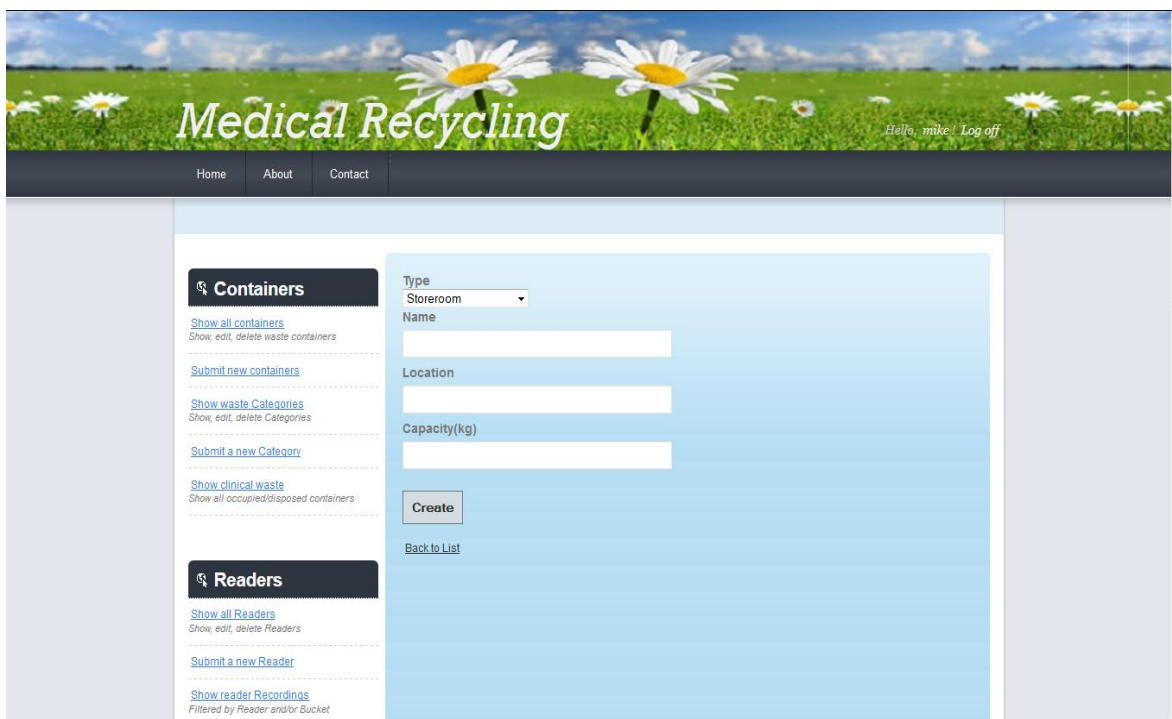 Medical Recycling
Hello, mike ! Log off
Home About Contact
Containers
Show all containers
Show, edit, delete waste containers
Submit new containers
Show waste Categories
Show, edit, delete Categories
Submit a new Category
Show clinical waste
Show all occupied/disposed containers
Readers
Show all Readers
Show, edit, delete Readers
Submit a new Reader
Show reader Recordings
Filtered by Reader and/or Bucket
Type
Storeroom
Name
Location
Capacity(kg)
Create
Back to List